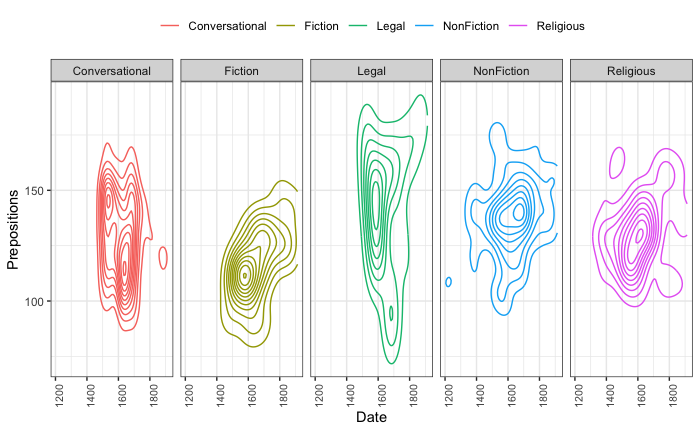 Conversational Fiction Legal NonFiction Religious
Conversational Fiction Legal NonFiction Religious
150
100
Prepositions
1200 1400 1600 1800 1200 1400 1600 1800 1200 1400 1600 1800 1200 1400 1600 1800 1200 1400 1600 1800
Date